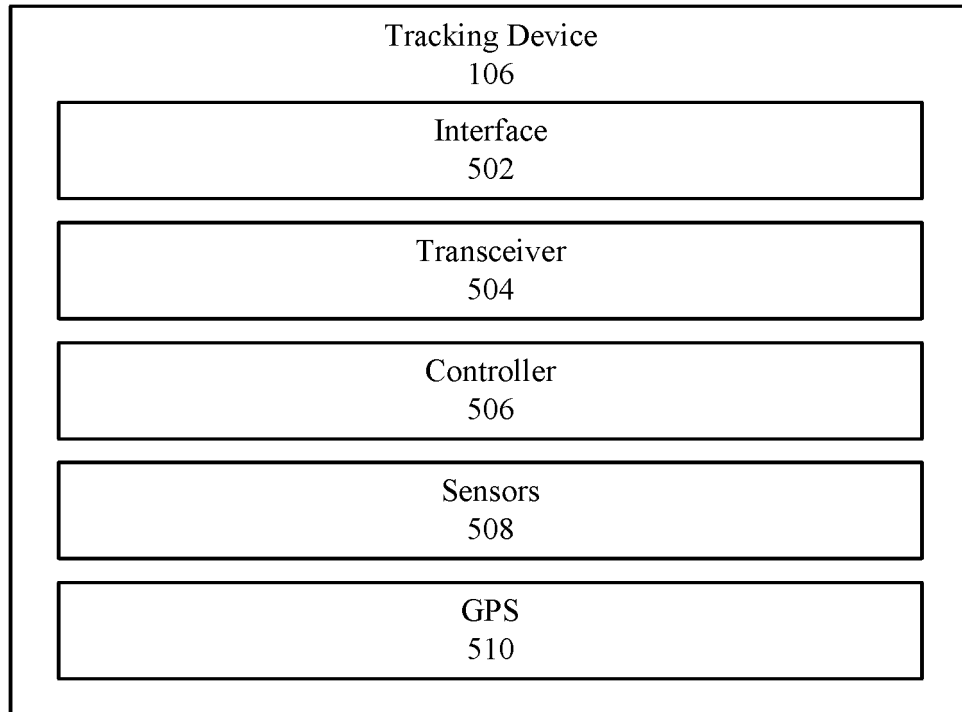 Tracking Device
106
Interface
502
Transceiver
504
Controller
506
Sensors
508
GPS
510